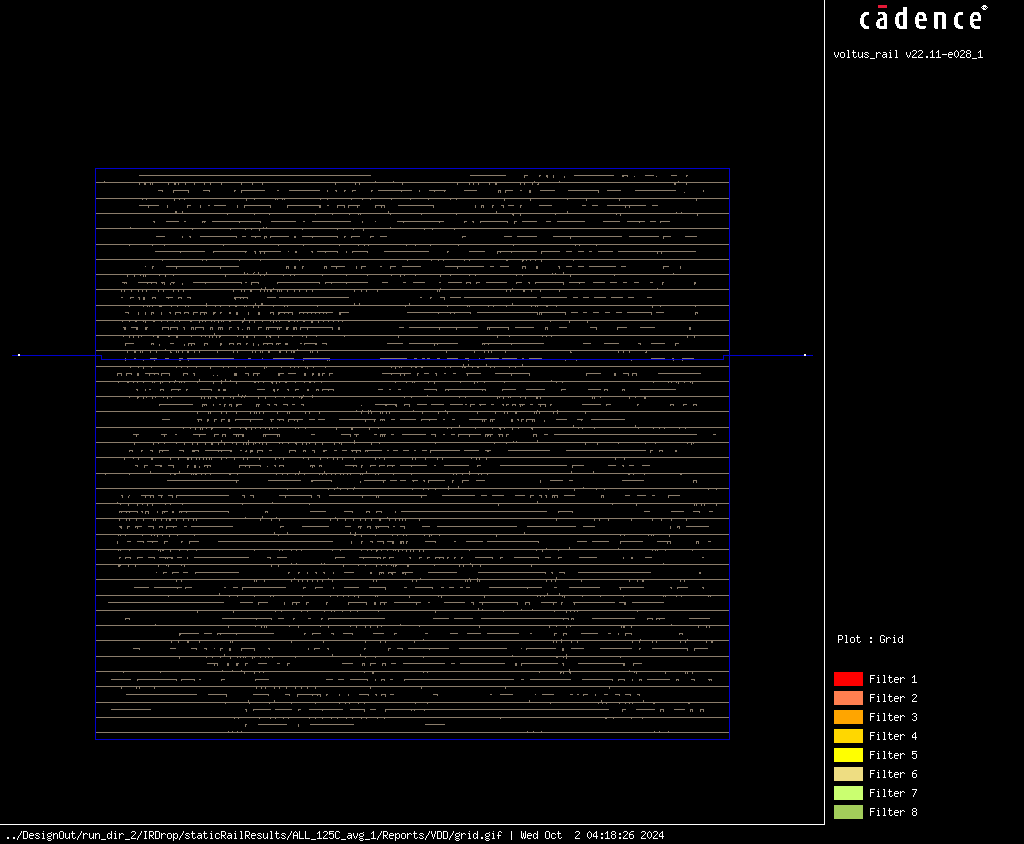 cādence®
voltus_rail v22.11-e028_1
Plot : Grid
Filter 1
Filter 2
Filter 3
Filter 4
Filter 5
Filter 6
Filter 7
Filter 8
../DesignOut/run_dir_2/IRDrop/staticRailResults/ALL_125C_avg_1/Reports/VDD/grid.gif | Wed Oct  2 04:18:26 2024